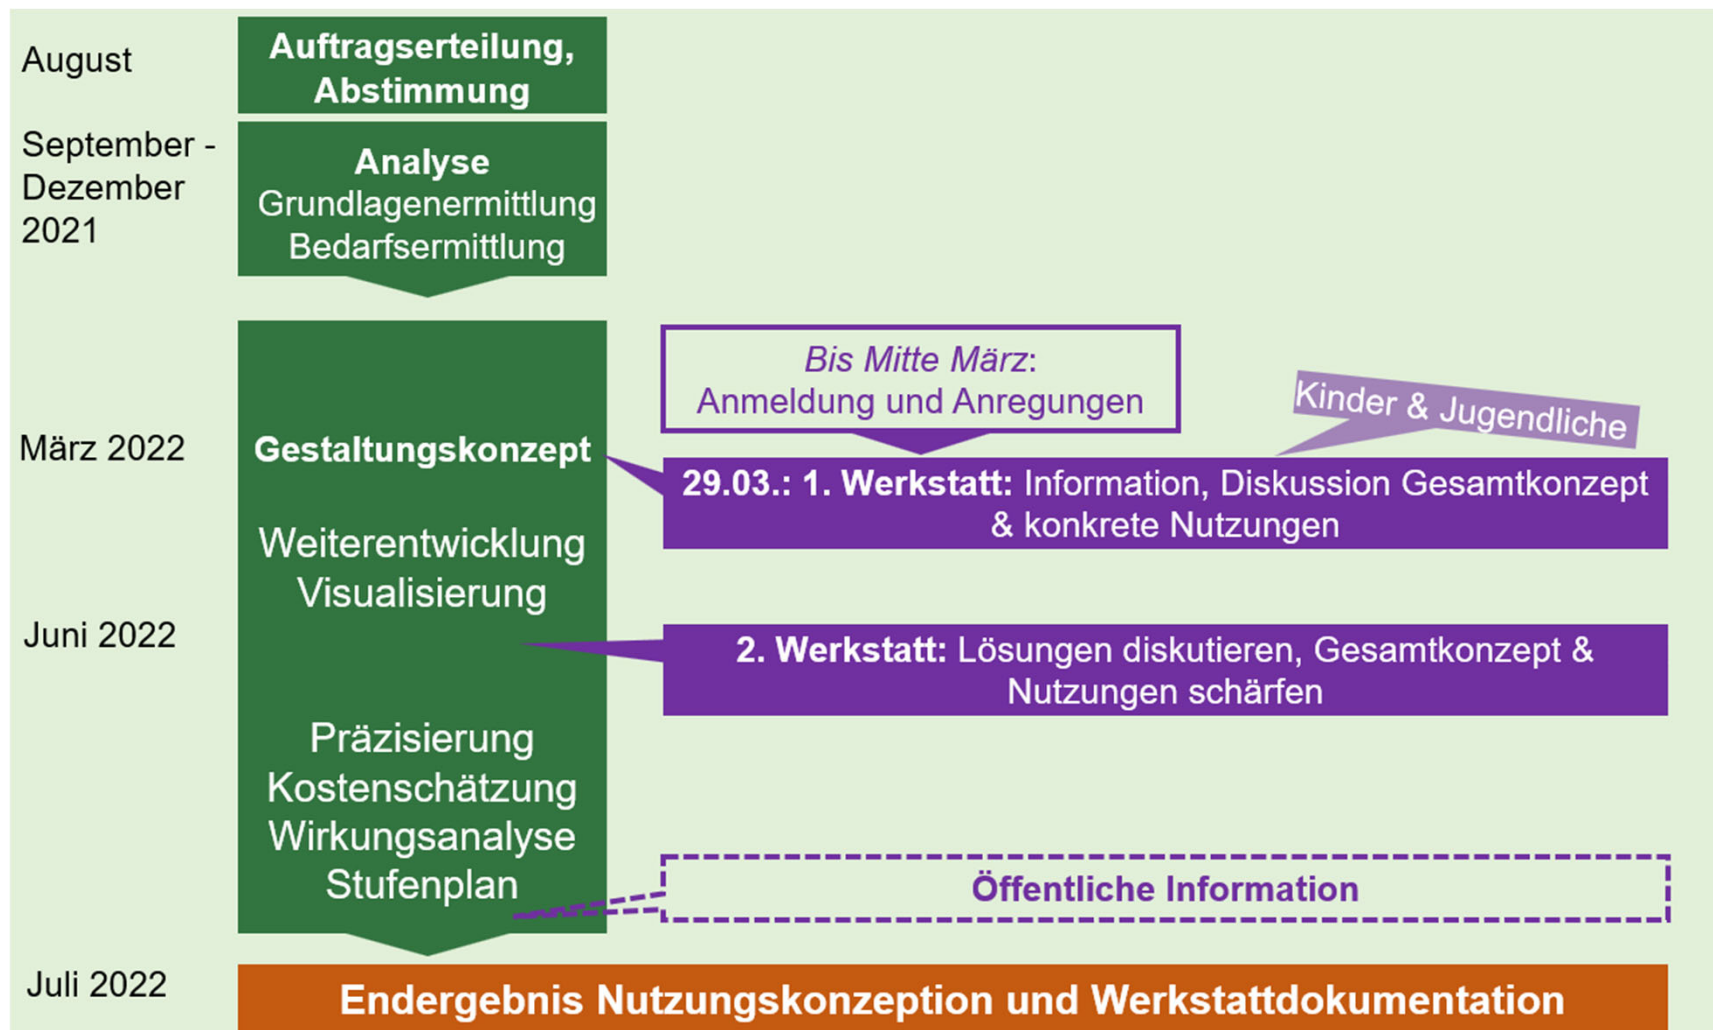 August
Auftragserteilung,
Abstimmung
September -
Dezember
2021
Analyse
Grundlagenermittlung
Bedarfsermittlung
Bis Mitte März:
Anmeldung und Anregungen
Kinder & Jugendliche
März 2022
Gestaltungskonzept
29.03.: 1. Werkstatt: Information, Diskussion Gesamtkonzept
& konkrete Nutzungen
Weiterentwicklung
Visualisierung
Juni 2022
2. Werkstatt: Lösungen diskutieren, Gesamtkonzept &
Nutzungen schärfen
Präzisierung
Kostenschätzung
Wirkungsanalyse
Stufenplan
Öffentliche Information
Juli 2022
Endergebnis Nutzungskonzeption und Werkstattdokumentation